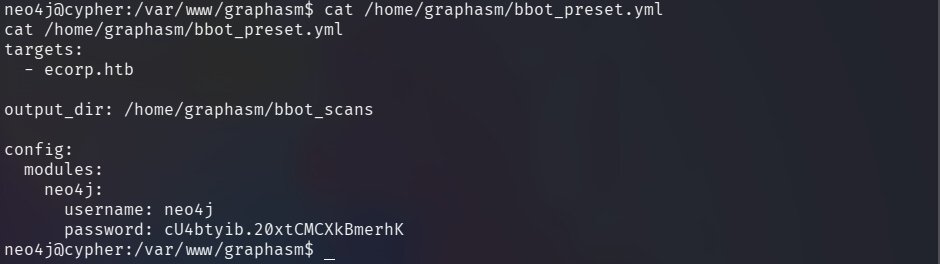 neo4j@cypher:/var/www/graphasm$ cat /home/graphasm/bbot_preset.yml
cat /home/graphasm/bbot_preset.yml
targets:
  - ecorp.htb

output_dir: /home/graphasm/bbot_scans

config:
  modules:
    neo4j:
      username: neo4j
      password: cU4btyib.20xtCMCXkBmerhK
neo4j@cypher:/var/www/graphasm$ _